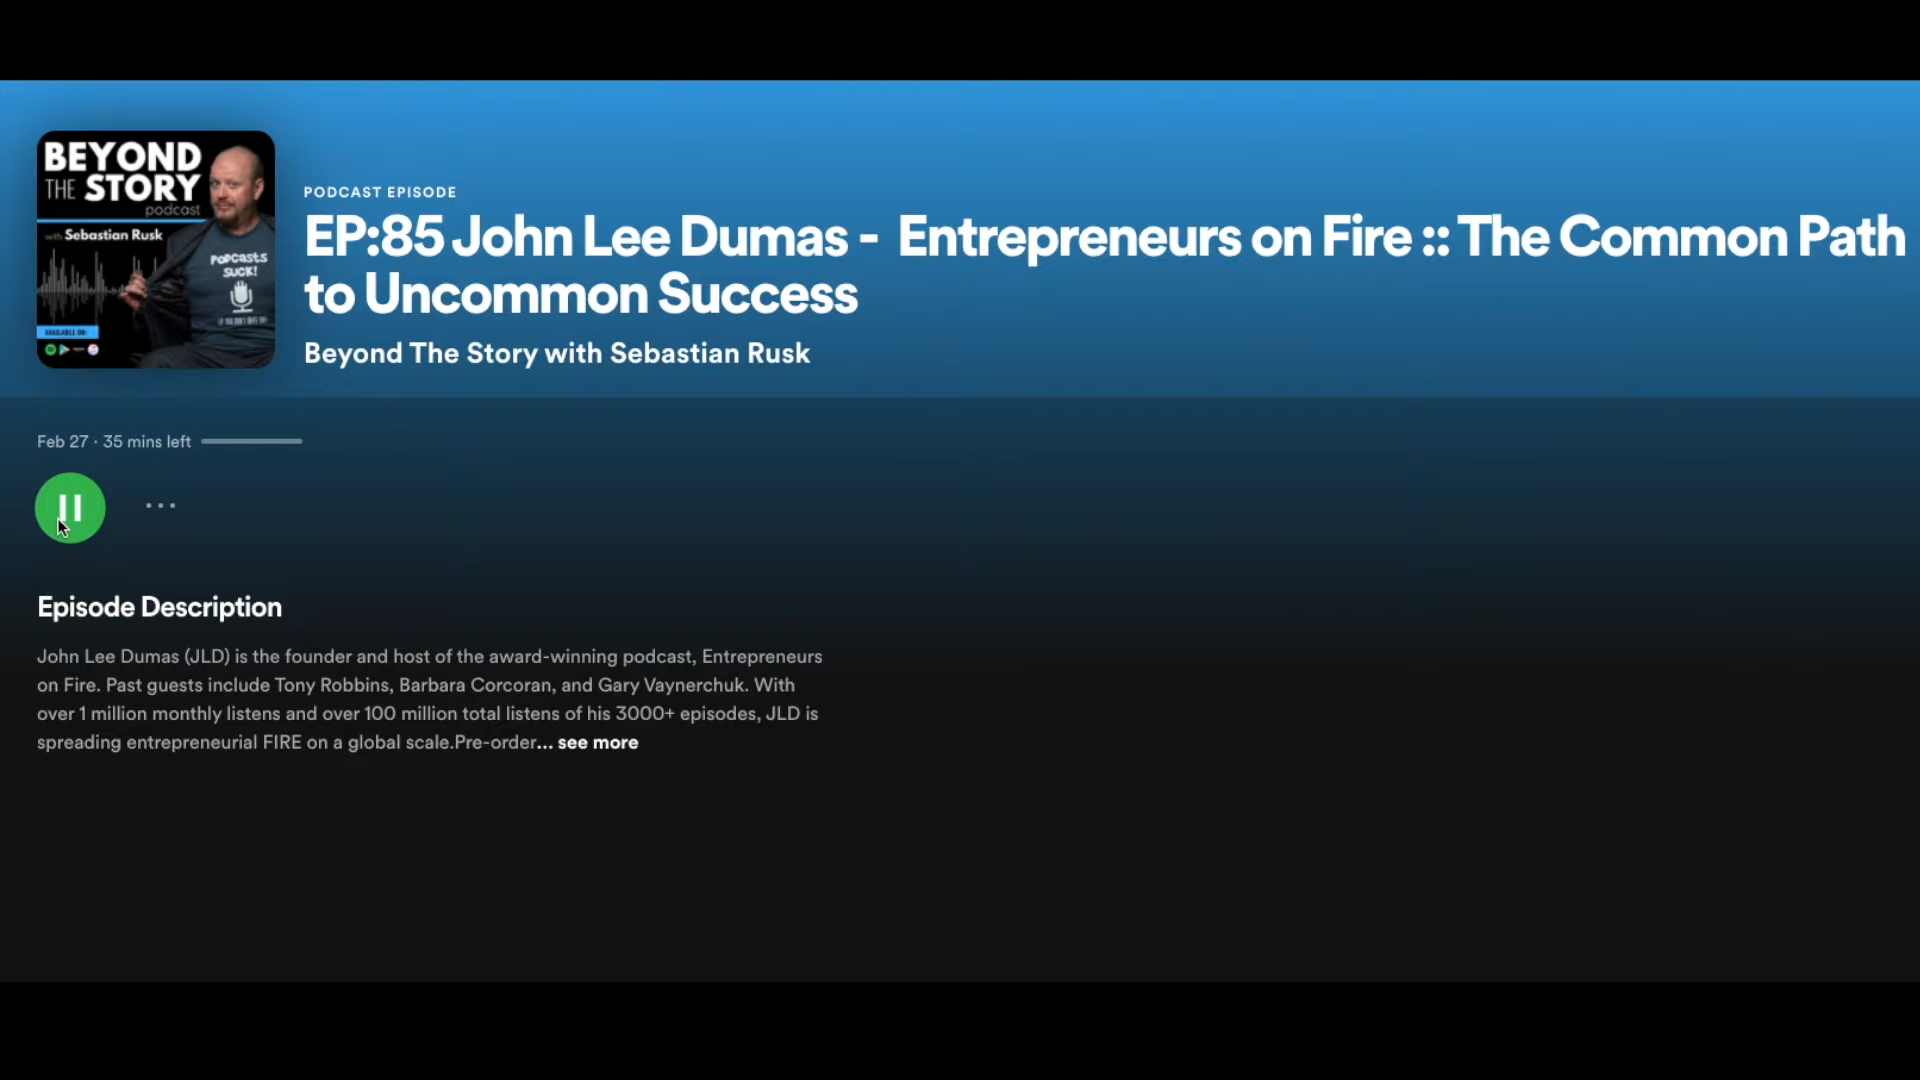 BEYOND
THE STORY
podcast
with Sebastian Rusk
PODCASTS
SUCK!
AVAILABLE ON:
PODCAST EPISODE
EP:85 John Lee Dumas - Entrepreneurs on Fire :: The Common Path
to Uncommon Success
Beyond The Story with Sebastian Rusk
Feb 27 · 35 mins left
Episode Description
John Lee Dumas (JLD) is the founder and host of the award-winning podcast, Entrepreneurs
on Fire. Past guests include Tony Robbins, Barbara Corcoran, and Gary Vaynerchuk. With
over 1 million monthly listens and over 100 million total listens of his 3000+ episodes, JLD is
spreading entrepreneurial FIRE on a global scale.Pre-order... see more